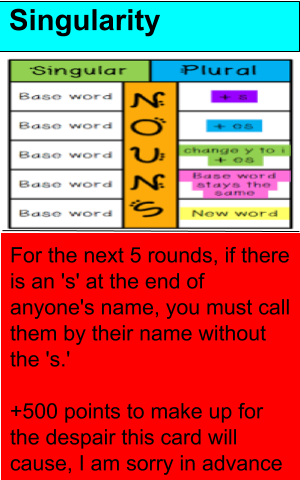 Singularity
Singular Plural
Base word + s
Base word + es
Base word change y to i
+ es
Base word Base word
stays the
same
Base word New word
NOUNS
For the next 5 rounds, if there
is an 's' at the end of
anyone's name, you must call
them by their name without
the 's.'
+500 points to make up for
the despair this card will
cause, I am sorry in advance